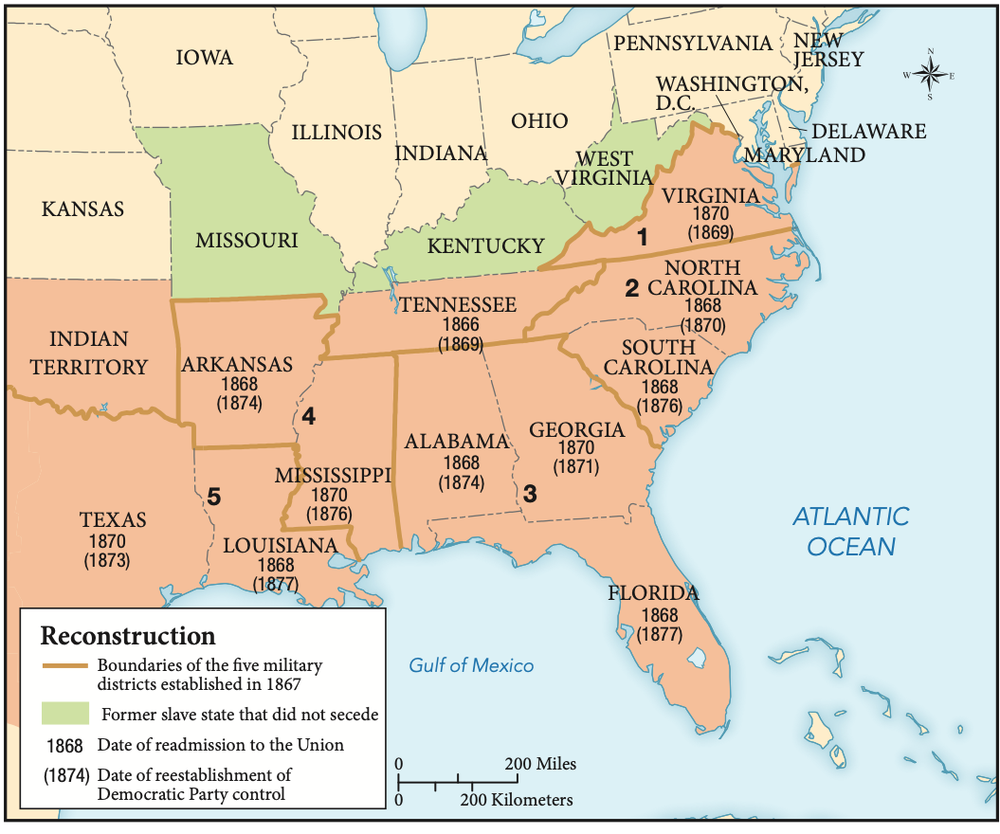 IOWA
PENNSYLVANIA
NEW
JERSEY
N
W
E
S
WASHINGTON,
D.C.
ILLINOIS
INDIANA
OHIO
DELAWARE
MARYLAND
WEST
VIRGINIA
KANSAS
MISSOURI
KENTUCKY
VIRGINIA
1870
(1869)
1
2
NORTH
CAROLINA
1868
(1870)
TENNESSEE
1866
(1869)
INDIAN
TERRITORY
ARKANSAS
1868
(1874)
SOUTH
CAROLINA
1868
(1876)
4
ALABAMA
1868
(1874)
GEORGIA
1870
(1871)
3
MISSISSIPPI
1870
(1876)
5
TEXAS
1870
(1873)
LOUISIANA
1868
(1877)
ATLANTIC
OCEAN
FLORIDA
1868
(1877)
Gulf of Mexico
Reconstruction
Boundaries of the five military
districts established in 1867
Former slave state that did not secede
1868 Date of readmission to the Union
(1874) Date of reestablishment of
Democratic Party control
0 200 Miles
0 200 Kilometers